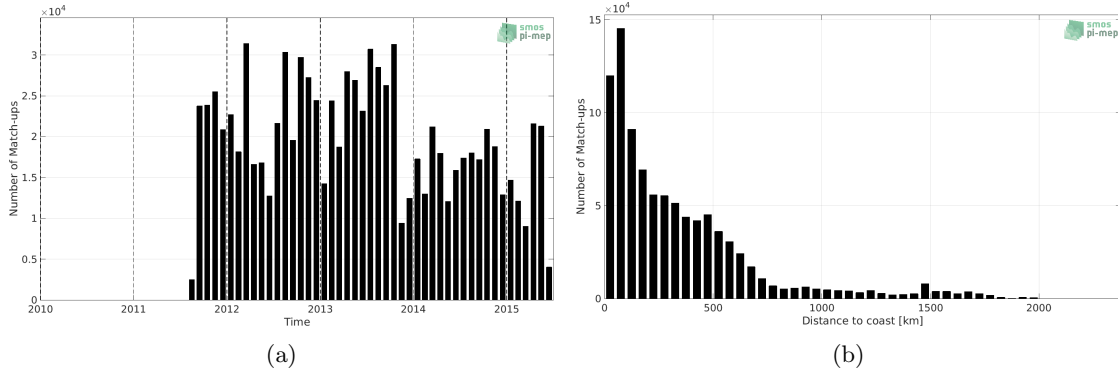 ×10⁴
3
2.5
2
1.5
1
0.5
0
Number of Match-ups
2010 2011 2012 2013 2014 2015
Time
smos
pi-mep
(a)
×10⁴
15
10
5
0
Number of Match-ups
0 500 1000 1500 2000
Distance to coast [km]
smos
pi-mep
(b)